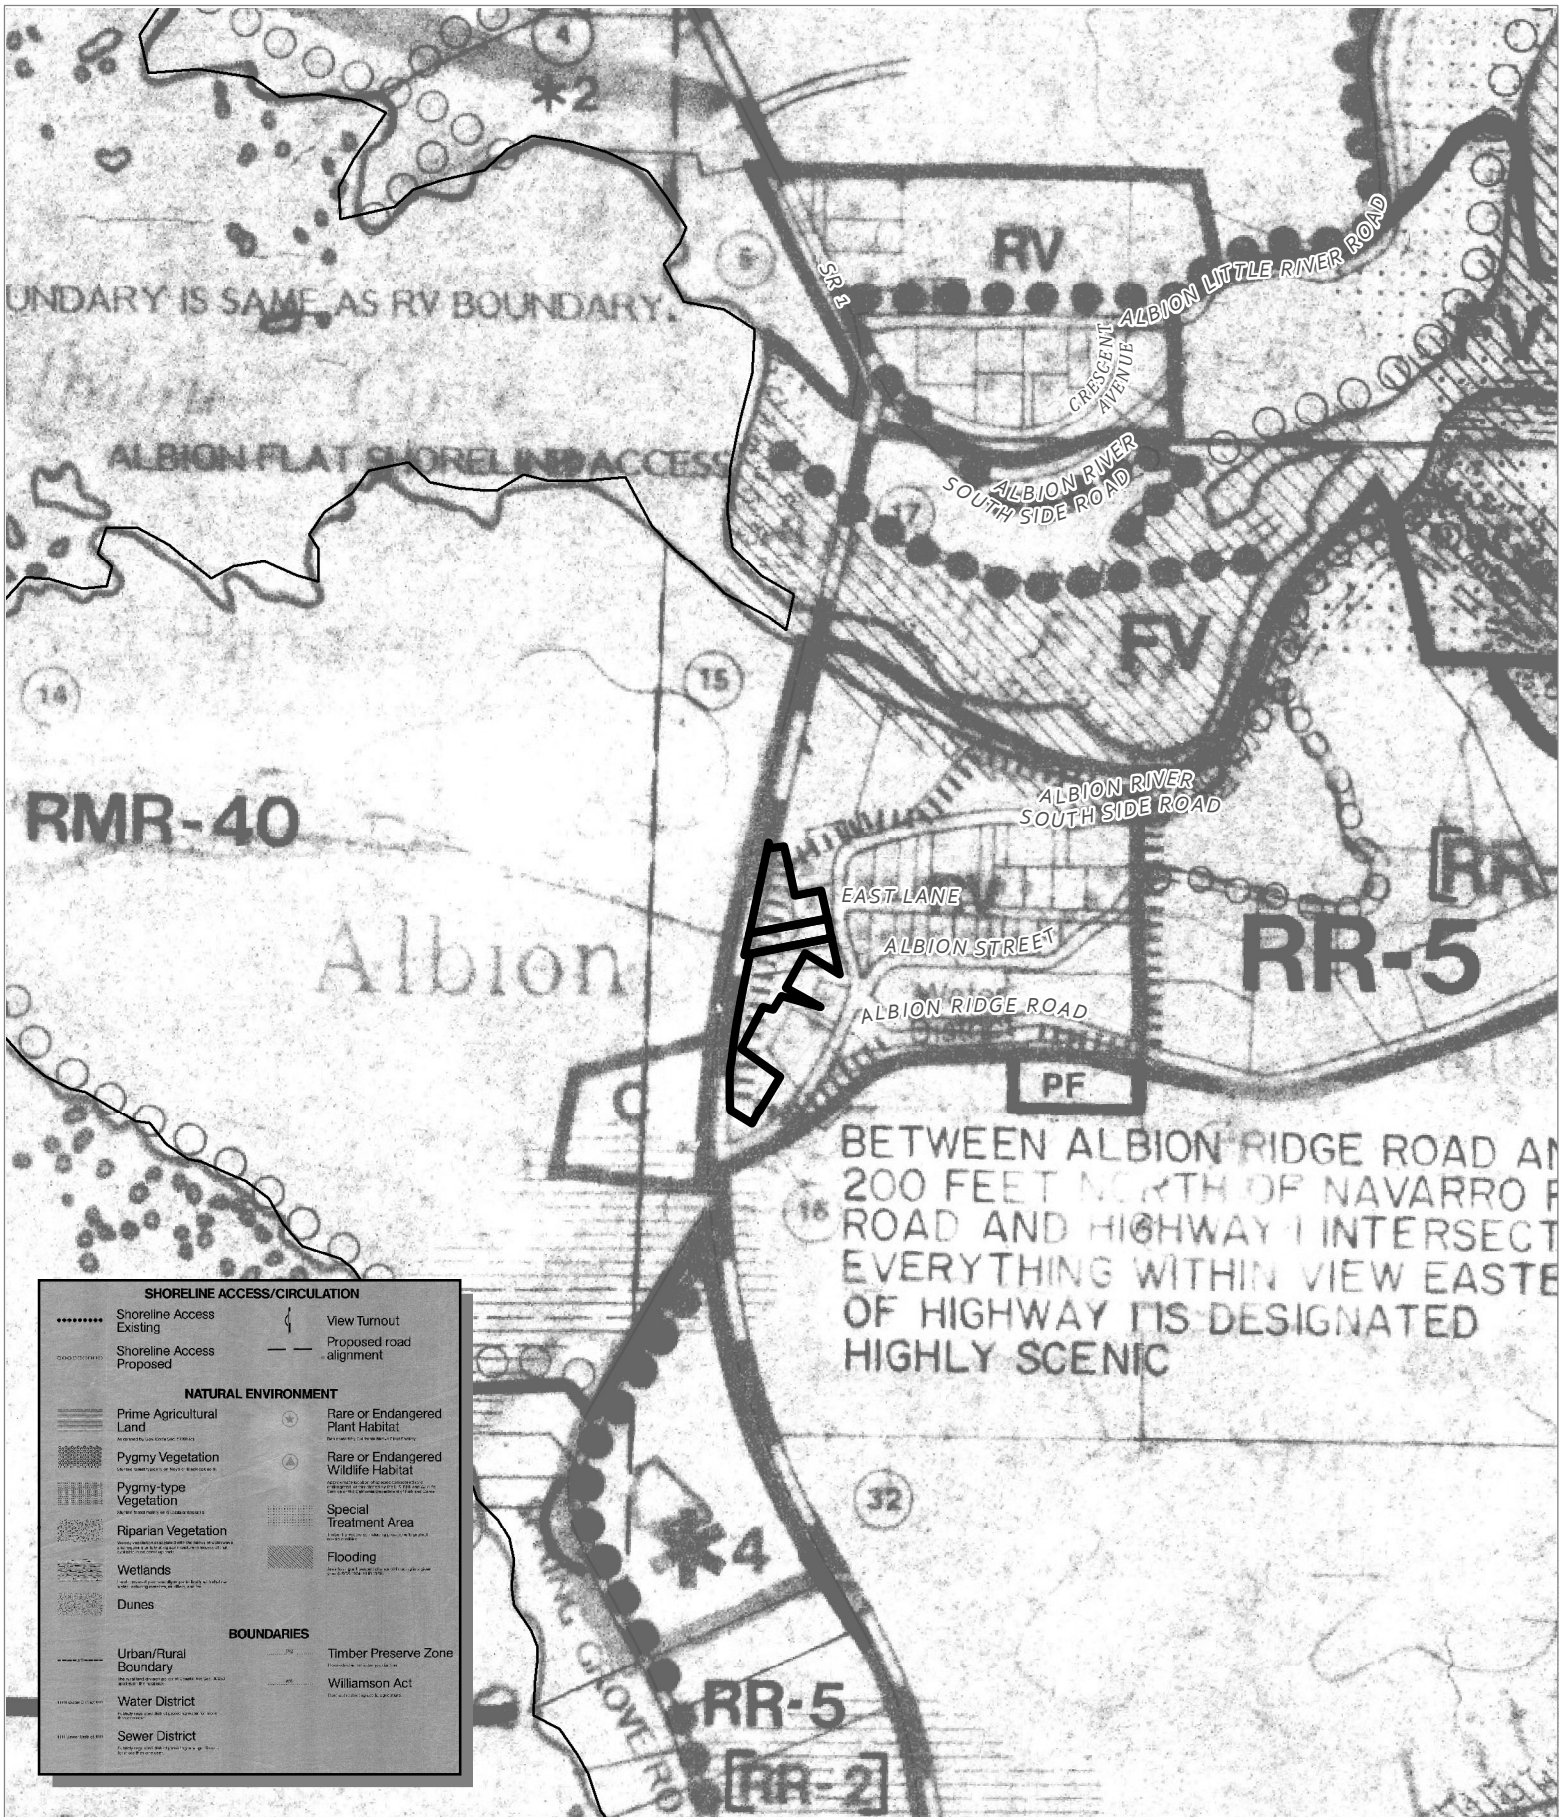 4
*2
RV
SR 1
ALBION LITTLE RIVER ROAD
UNDARY IS SAME AS RV BOUNDARY.
CRESCENT
AVENUE
ALBION FLAT SHORELINE ACCESS
ALBION RIVER
SOUTH SIDE ROAD
17
FV
14
15
RMR-40
ALBION RIVER
SOUTH SIDE ROAD
EAST LANE
RV
[RR-
ALBION STREET
RR-5
Albion
Water
ALBION RIDGE ROAD
District
C
PF
BETWEEN ALBION RIDGE ROAD AN
200 FEET NORTH OF NAVARRO R
16
ROAD AND HIGHWAY 1 INTERSECT
EVERYTHING WITHIN VIEW EASTE
OF HIGHWAY 1 IS DESIGNATED
HIGHLY SCENIC
32
*4
RR-5
[RR-2]
SHORELINE ACCESS/CIRCULATION
Shoreline Access
Existing
View Turnout
Shoreline Access
Proposed
Proposed road
alignment
NATURAL ENVIRONMENT
Prime Agricultural
Land
Rare or Endangered
Plant Habitat
Pygmy Vegetation
Rare or Endangered
Wildlife Habitat
Pygmy-type
Vegetation
Special
Treatment Area
Riparian Vegetation
Flooding
Wetlands
Dunes
BOUNDARIES
Urban/Rural
Boundary
Timber Preserve Zone
Williamson Act
Water District
Sewer District